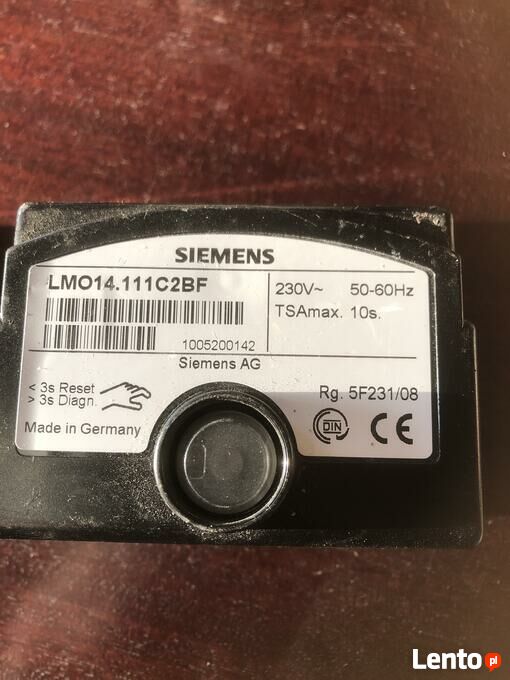 SIEMENS
LMO14.111C2BF
230V~ 50-60Hz
TSAmax. 10s.
1005200142
Siemens AG
< 3s Reset
> 3s Diagn.
Rg. 5F231/08
Made in Germany
DIN
CE
Lento.pl